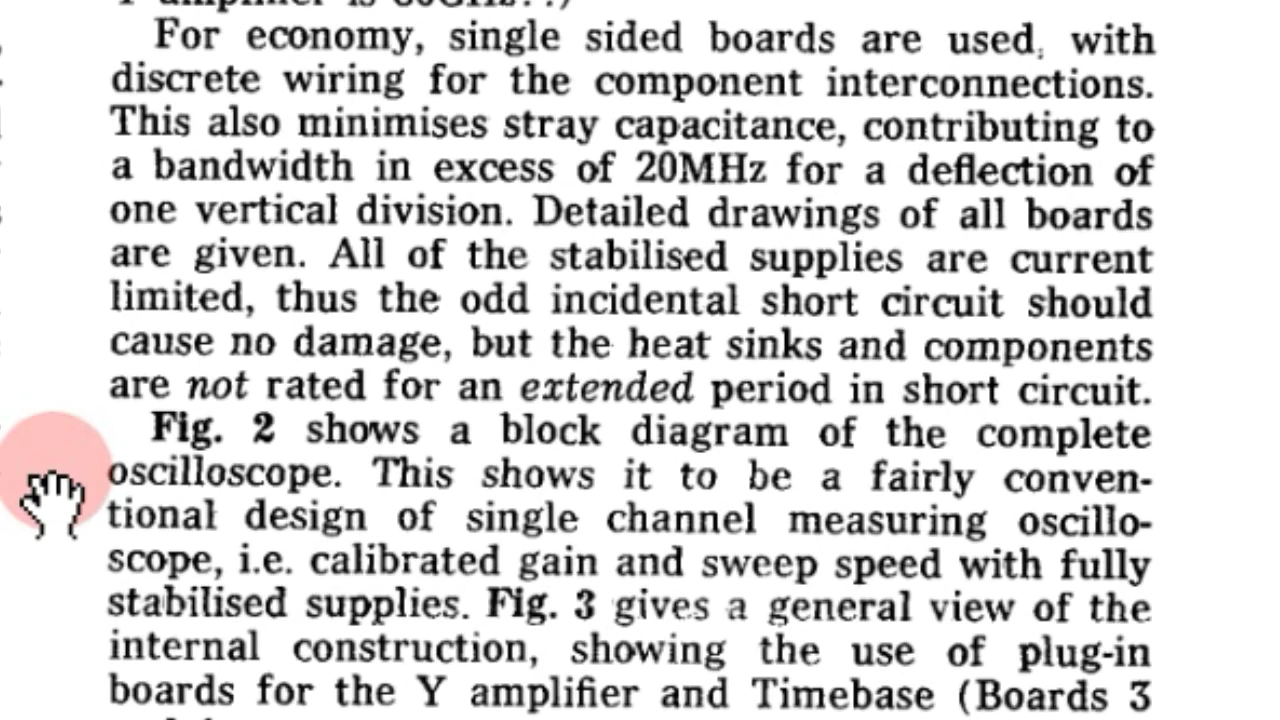 For economy, single sided boards are used, with
discrete wiring for the component interconnections.
This also minimises stray capacitance, contributing to
a bandwidth in excess of 20MHz for a deflection of
one vertical division. Detailed drawings of all boards
are given. All of the stabilised supplies are current
limited, thus the odd incidental short circuit should
cause no damage, but the heat sinks and components
are not rated for an extended period in short circuit.
Fig. 2 shows a block diagram of the complete
oscilloscope. This shows it to be a fairly conven-
tional design of single channel measuring oscillo-
scope, i.e. calibrated gain and sweep speed with fully
stabilised supplies. Fig. 3 gives a general view of the
internal construction, showing the use of plug-in
boards for the Y amplifier and Timebase (Boards 3